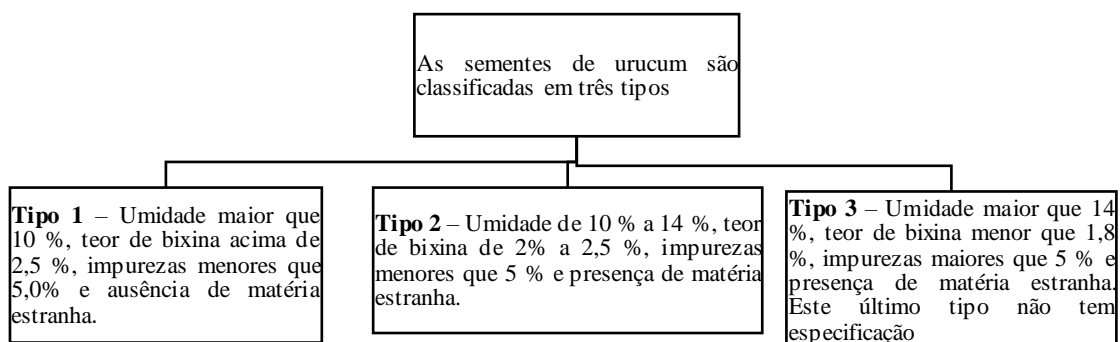 As sementes de urucum são
classificadas em três tipos
Tipo 1 – Umidade maior que
10 %, teor de bixina acima de
2,5 %, impurezas menores que
5,0% e ausência de matéria
estranha.
Tipo 2 – Umidade de 10 % a 14 %, teor
de bixina de 2% a 2,5 %, impurezas
menores que 5 % e presença de matéria
estranha.
Tipo 3 – Umidade maior que 14
%, teor de bixina menor que 1,8
%, impurezas maiores que 5 % e
presença de matéria estranha.
Este último tipo não tem
especificação